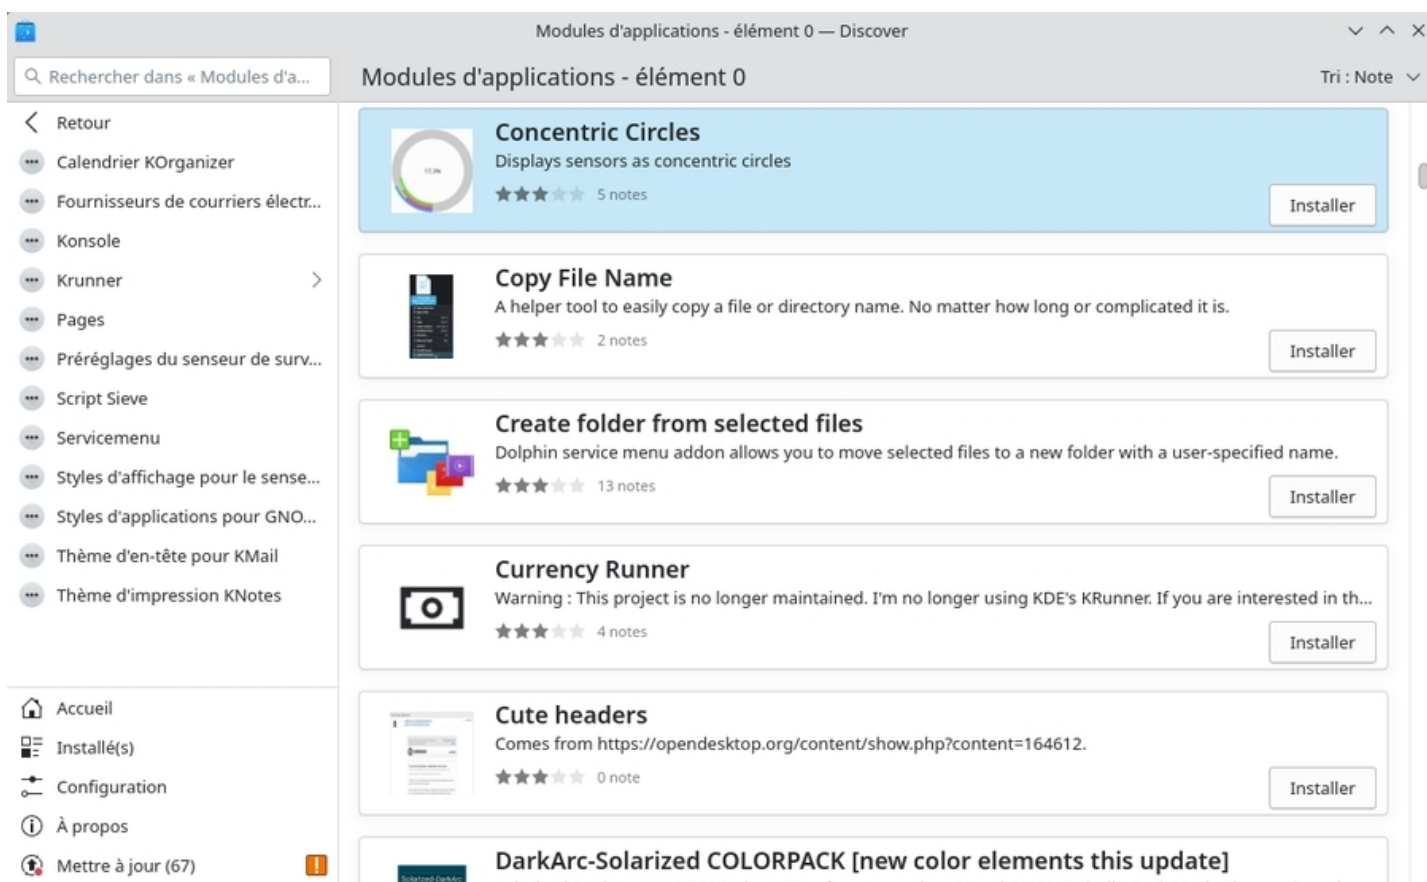 Modules d'applications - élément 0 — Discover
Rechercher dans « Modules d'a...
Modules d'applications - élément 0
Tri : Note
Retour
Calendrier KOrganizer
Fournisseurs de courriers électr...
Konsole
Krunner
Pages
Préréglages du senseur de surv...
Script Sieve
Servicemenu
Styles d'affichage pour le sense...
Styles d'applications pour GNO...
Thème d'en-tête pour KMail
Thème d'impression KNotes
Accueil
Installé(s)
Configuration
À propos
Mettre à jour (67)
Concentric Circles
Displays sensors as concentric circles
5 notes
Installer
Copy File Name
A helper tool to easily copy a file or directory name. No matter how long or complicated it is.
2 notes
Installer
Create folder from selected files
Dolphin service menu addon allows you to move selected files to a new folder with a user-specified name.
13 notes
Installer
Currency Runner
Warning : This project is no longer maintained. I'm no longer using KDE's KRunner. If you are interested in th...
4 notes
Installer
Cute headers
Comes from https://opendesktop.org/content/show.php?content=164612.
0 note
Installer
DarkArc-Solarized COLORPACK [new color elements this update]